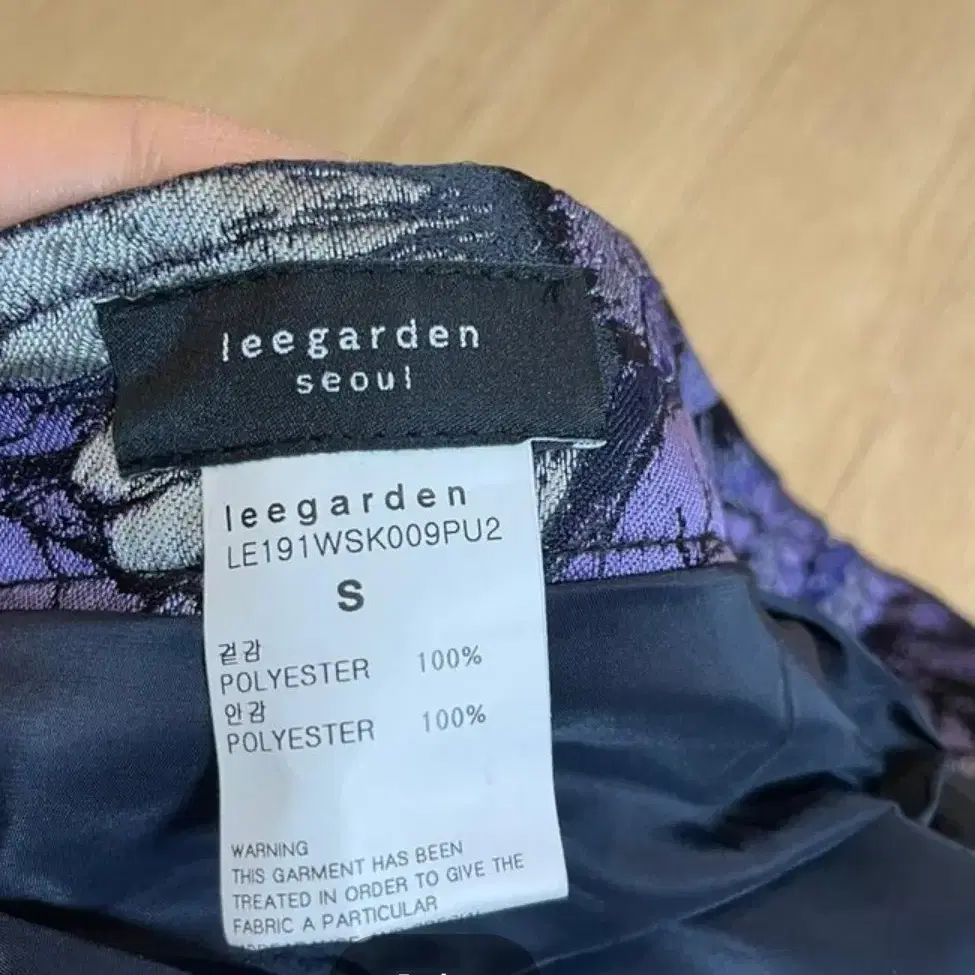 leegarden
seoul
leegarden
LE191WSK009PU2
S
겉감
POLYESTER 100%
안감
POLYESTER 100%
WARNING
THIS GARMENT HAS BEEN
TREATED IN ORDER TO GIVE THE
FABRIC A PARTICULAR